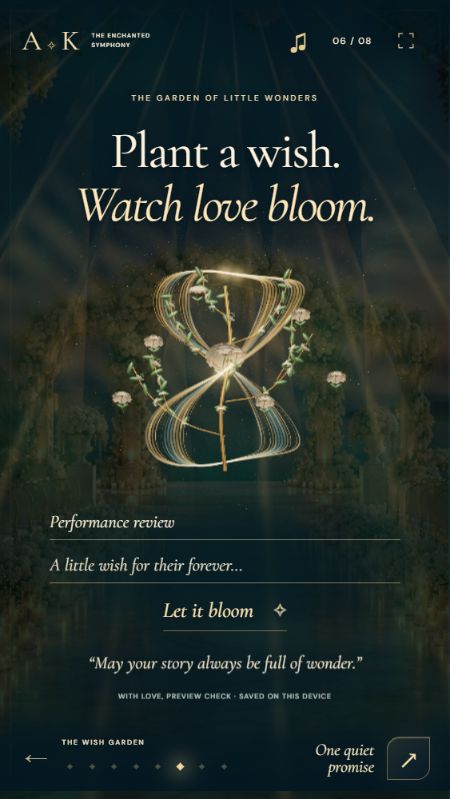 A ✧ K
THE ENCHANTED
SYMPHONY
06 / 08
THE GARDEN OF LITTLE WONDERS
Plant a wish.
Watch love bloom.
Performance review
A little wish for their forever...
Let it bloom ✧
“May your story always be full of wonder.”
WITH LOVE, PREVIEW CHECK · SAVED ON THIS DEVICE
THE WISH GARDEN
One quiet
promise